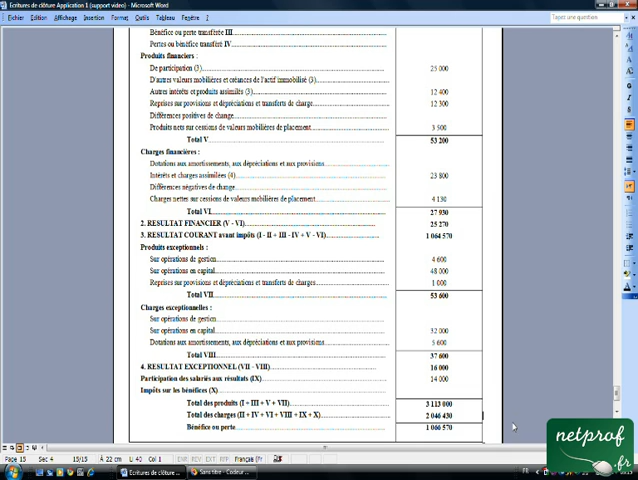 Ecritures de clôture Application 1 (support video) - Microsoft Word
Fichier Edition Affichage Insertion Format Outils Tableau Fenêtre ? Tapez une question
Bénéfice ou perte transférée III
Pertes ou bénéfice transféré IV
Produits financiers :
De participation (3) 25 000
D'autres valeurs mobilières et créances de l'actif immobilisé (3)
Autres intérêts et produits assimilés (3) 12 400
Reprises sur provisions et dépréciations et transferts de charge 12 300
Différences positives de change
Produits nets sur cessions de valeurs mobilières de placement 3 500
Total V 53 200
Charges financières :
Dotations aux amortissements, aux dépréciations et aux provisions
Intérêts et charges assimilées (4) 23 800
Différences négatives de change
Charges nettes sur cessions de valeurs mobilières de placement 4 130
Total VI 27 930
2. RESULTAT FINANCIER (V - VI) 25 270
3. RESULTAT COURANT avant impôts (I - II + III - IV + V - VI) 1 064 570
Produits exceptionnels :
Sur opérations de gestion 4 600
Sur opérations en capital 48 000
Reprises sur provisions et dépréciations et transferts de charges 1 000
Total VII 53 600
Charges exceptionnelles :
Sur opérations de gestion
Sur opérations en capital 32 000
Dotations aux amortissements, aux dépréciations et aux provisions 5 600
Total VIII 37 600
4. RESULTAT EXCEPTIONNEL (VII - VIII) 16 000
Participation des salariés aux résultats (IX) 14 000
Impôts sur les bénéfices (X)
Total des produits (I + III + V + VII) 3 113 000
Total des charges (II + IV + VI + VIII + IX + X) 2 046 430
Bénéfice ou perte 1 066 570
netprof.fr
Page 15 Sec 4 15/15 À 22 cm Li 40 Col 1 ENR REV EXT RFP Français (Fr
Ecritures de clôture ... Sans titre - Codeur ... FR